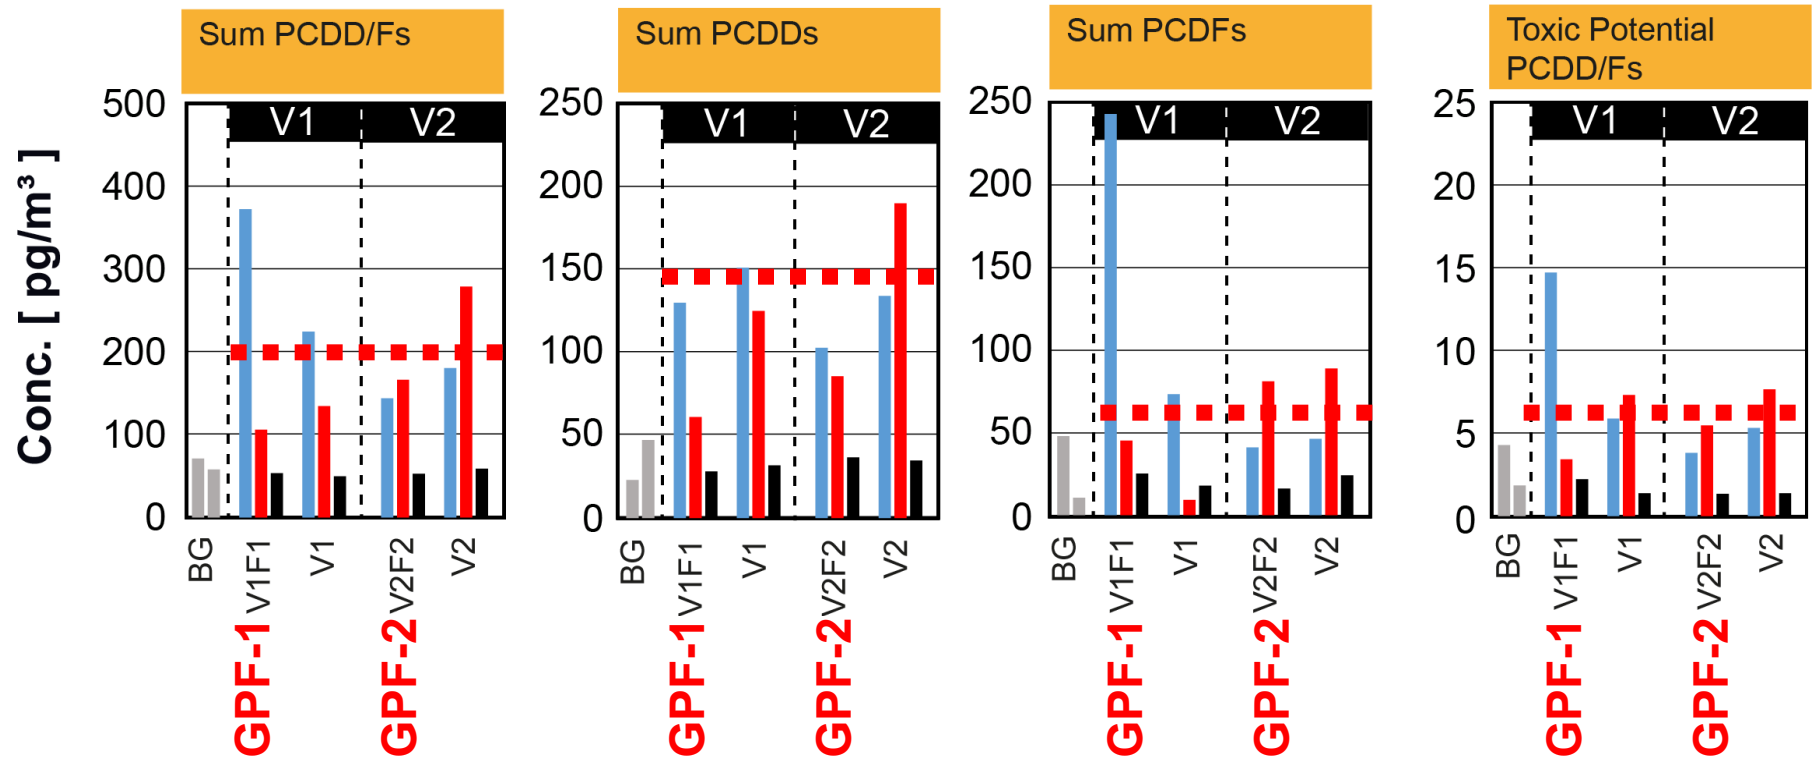 Sum PCDD/Fs
Sum PCDDs
Sum PCDFs
Toxic Potential
PCDD/Fs
Conc. [ pg/m³ ]
500
400
300
200
100
0
V1 V2
BG
V1F1
V1
V2F2
V2
GPF-1
GPF-2
250
200
150
100
50
0
V1 V2
BG
V1F1
V1
V2F2
V2
GPF-1
GPF-2
250
200
150
100
50
0
V1 V2
BG
V1F1
V1
V2F2
V2
GPF-1
GPF-2
25
20
15
10
5
0
V1 V2
BG
V1F1
V1
V2F2
V2
GPF-1
GPF-2